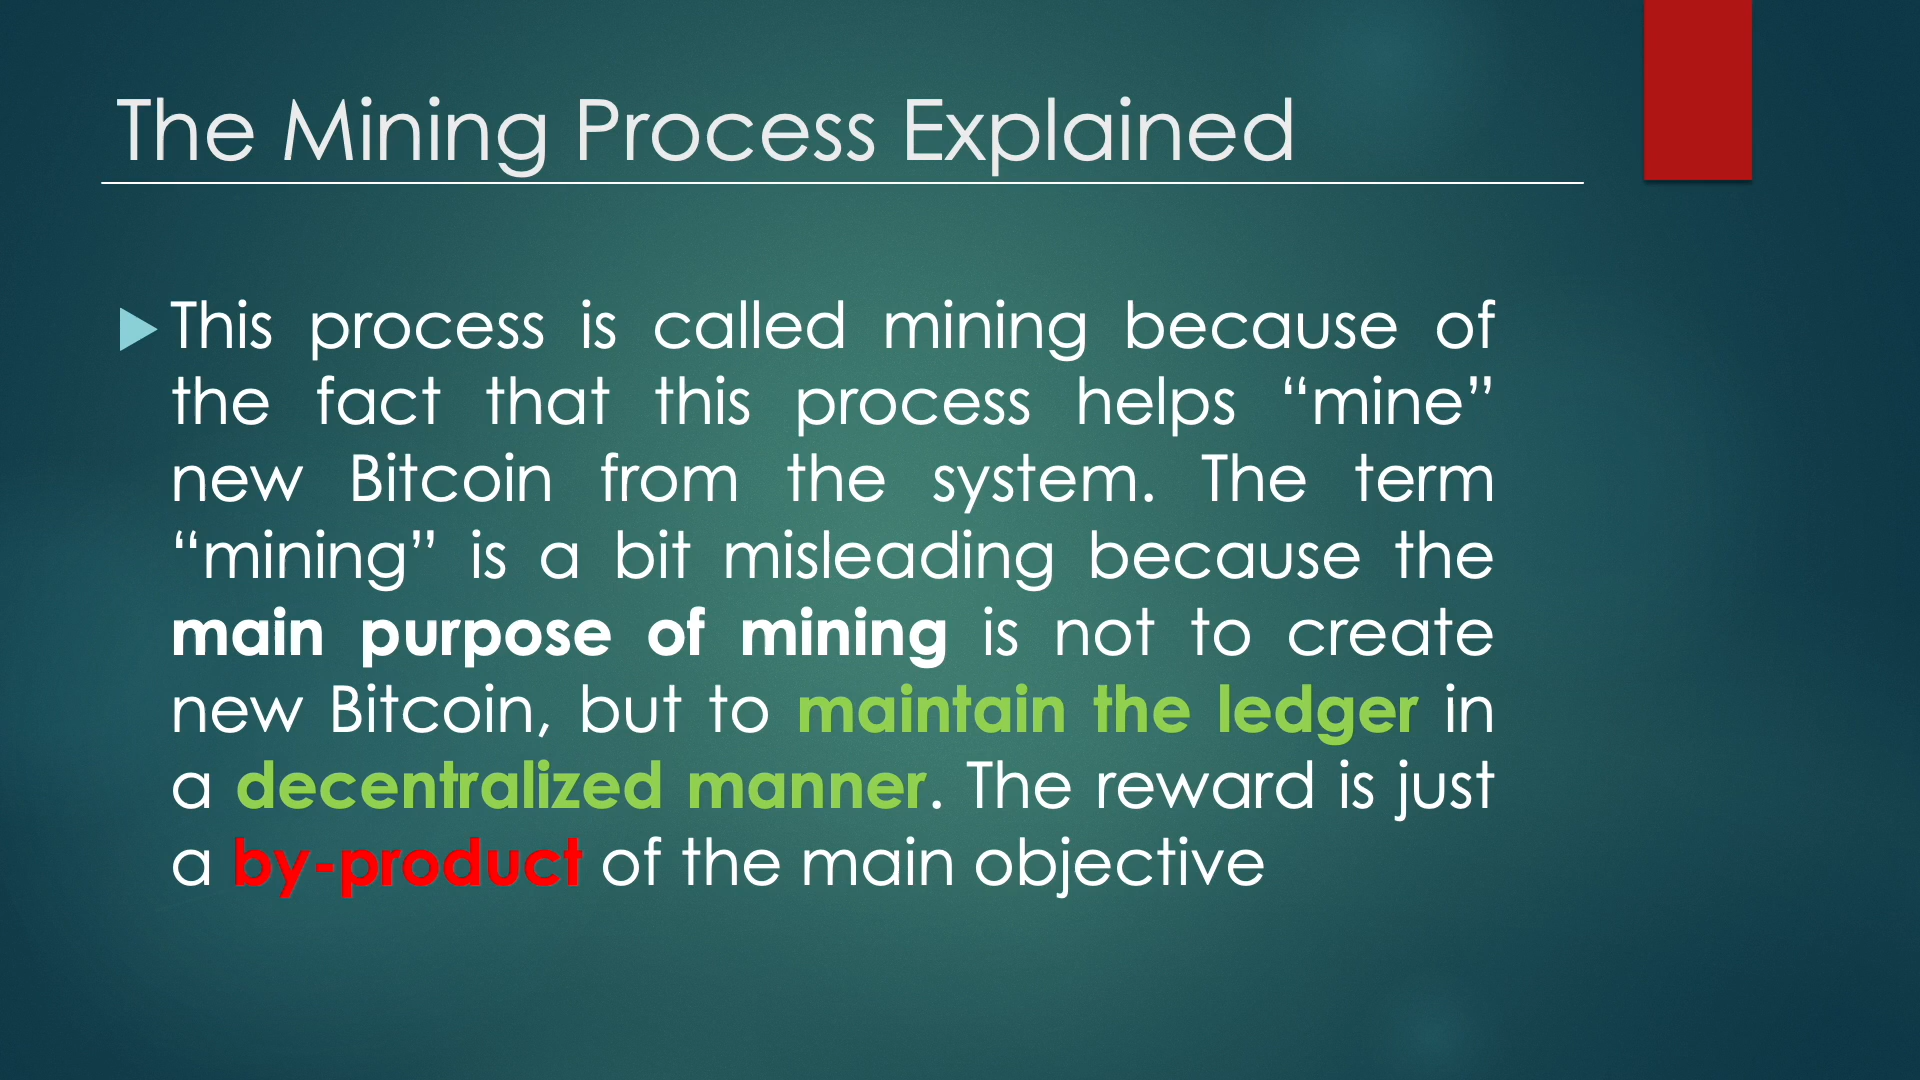 The Mining Process Explained
This process is called mining because of
the fact that this process helps “mine”
new Bitcoin from the system. The term
“mining” is a bit misleading because the
main purpose of mining is not to create
new Bitcoin, but to maintain the ledger in
a decentralized manner. The reward is just
a by-product of the main objective